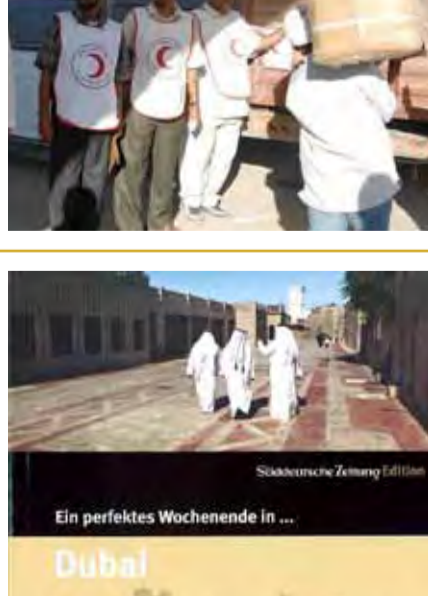 Süddeutsche Zeitung Edition
Ein perfektes Wochenende in ...
Dubai